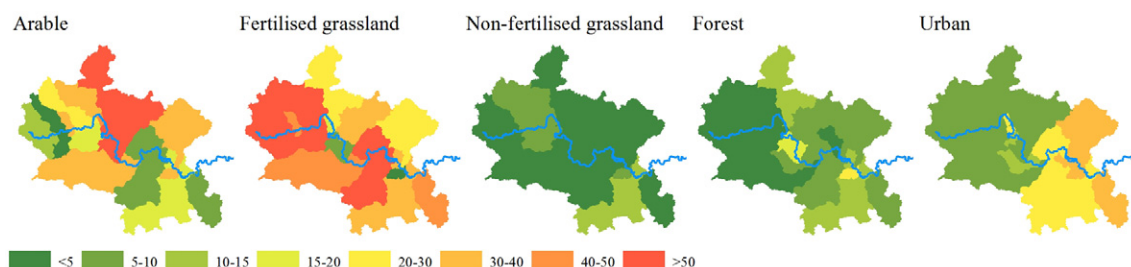 Arable Fertilised grassland Non-fertilised grassland Forest Urban
<5 5-10 10-15 15-20 20-30 30-40 40-50 >50